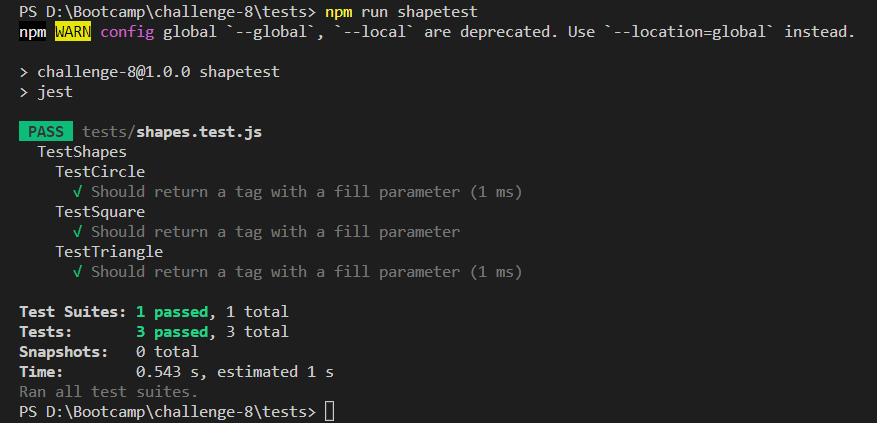 PS D:\Bootcamp\challenge-8\tests> npm run shapetest
npm WARN config global `--global`, `--local` are deprecated. Use `--location=global` instead.
> challenge-8@1.0.0 shapetest
> jest
PASS tests/shapes.test.js
TestShapes
TestCircle
√ Should return a tag with a fill parameter (1 ms)
TestSquare
√ Should return a tag with a fill parameter
TestTriangle
√ Should return a tag with a fill parameter (1 ms)
Test Suites: 1 passed, 1 total
Tests: 3 passed, 3 total
Snapshots: 0 total
Time: 0.543 s, estimated 1 s
Ran all test suites.
PS D:\Bootcamp\challenge-8\tests>